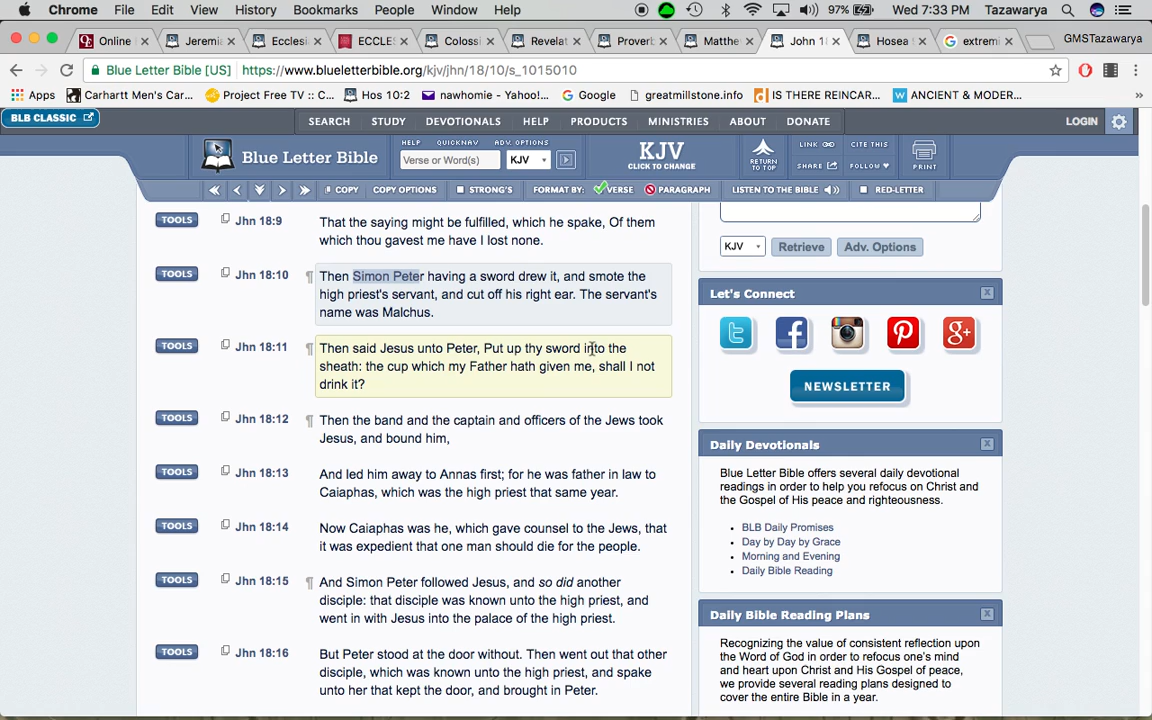 Chrome File Edit View History Bookmarks People Window Help 97% Wed 7:33 PM Tazawarya
Online Jeremia Ecclesi ECCLES Colossi Revelat Proverb Matthe John 1 Hosea extremi GMSTazawarya
Blue Letter Bible [US] https://www.blueletterbible.org/kjv/jhn/18/10/s_1015010
Apps Carhartt Men's Car... Project Free TV :: C... Hos 10:2 nawhomie - Yahoo!... Google greatmillstone.info IS THERE REINCAR... ANCIENT & MODER... »
BLB CLASSIC SEARCH STUDY DEVOTIONALS HELP PRODUCTS MINISTRIES ABOUT DONATE LOGIN
HELP QUICKNAV ADV. OPTIONS
Blue Letter Bible Verse or Word(s) KJV
KJV
CLICK TO CHANGE
RETURN TO TOP
LINK CITE THIS
SHARE FOLLOW
PRINT
COPY COPY OPTIONS STRONG'S FORMAT BY: VERSE PARAGRAPH LISTEN TO THE BIBLE RED-LETTER
TOOLS Jhn 18:9 That the saying might be fulfilled, which he spake, Of them
which thou gavest me have I lost none.
TOOLS Jhn 18:10 ¶ Then Simon Peter having a sword drew it, and smote the
high priest's servant, and cut off his right ear. The servant's
name was Malchus.
TOOLS Jhn 18:11 ¶ Then said Jesus unto Peter, Put up thy sword into the
sheath: the cup which my Father hath given me, shall I not
drink it?
TOOLS Jhn 18:12 ¶ Then the band and the captain and officers of the Jews took
Jesus, and bound him,
TOOLS Jhn 18:13 And led him away to Annas first; for he was father in law to
Caiaphas, which was the high priest that same year.
TOOLS Jhn 18:14 Now Caiaphas was he, which gave counsel to the Jews, that
it was expedient that one man should die for the people.
TOOLS Jhn 18:15 ¶ And Simon Peter followed Jesus, and so did another
disciple: that disciple was known unto the high priest, and
went in with Jesus into the palace of the high priest.
TOOLS Jhn 18:16 But Peter stood at the door without. Then went out that other
disciple, which was known unto the high priest, and spake
unto her that kept the door, and brought in Peter.
KJV Retrieve Adv. Options
Let's Connect
NEWSLETTER
Daily Devotionals
Blue Letter Bible offers several daily devotional
readings in order to help you refocus on Christ and
the Gospel of His peace and righteousness.
• BLB Daily Promises
• Day by Day by Grace
• Morning and Evening
• Daily Bible Reading
Daily Bible Reading Plans
Recognizing the value of consistent reflection upon
the Word of God in order to refocus one's mind
and heart upon Christ and His Gospel of peace,
we provide several reading plans designed to
cover the entire Bible in a year.